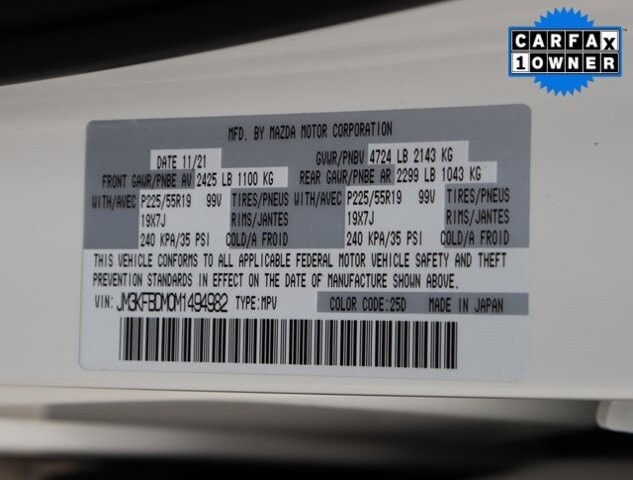 CARFAX
1 OWNER
MFD. BY MAZDA MOTOR CORPORATION
DATE 11/21 GVWR/PNBV 4724 LB 2143 KG
FRONT GAWR/PNBE AV 2425 LB 1100 KG REAR GAWR/PNBE AR 2299 LB 1043 KG
WITH/AVEC P225/55R19 99V TIRES/PNEUS WITH/AVEC P225/55R19 99V TIRES/PNEUS
19X7J RIMS/JANTES 19X7J RIMS/JANTES
240 KPA/35 PSI COLD/A FROID 240 KPA/35 PSI COLD/A FROID
THIS VEHICLE CONFORMS TO ALL APPLICABLE FEDERAL MOTOR VEHICLE SAFETY AND THEFT
PREVENTION STANDARDS IN EFFECT ON THE DATE OF MANUFACTURE SHOWN ABOVE.
VIN: JM3KFBDM0M1494982 TYPE:MPV COLOR CODE:25D MADE IN JAPAN